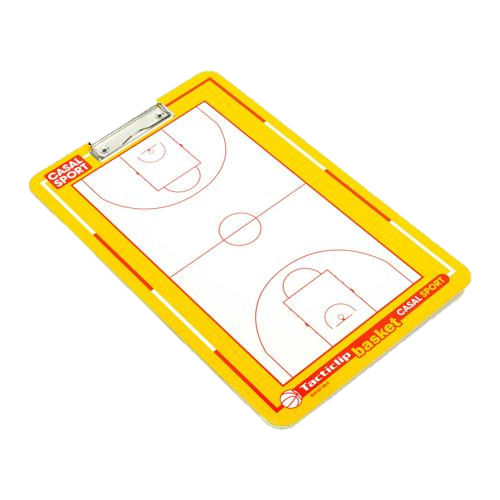 CASAL
SPORT
Tacticlip
basket
CASAL SPORT